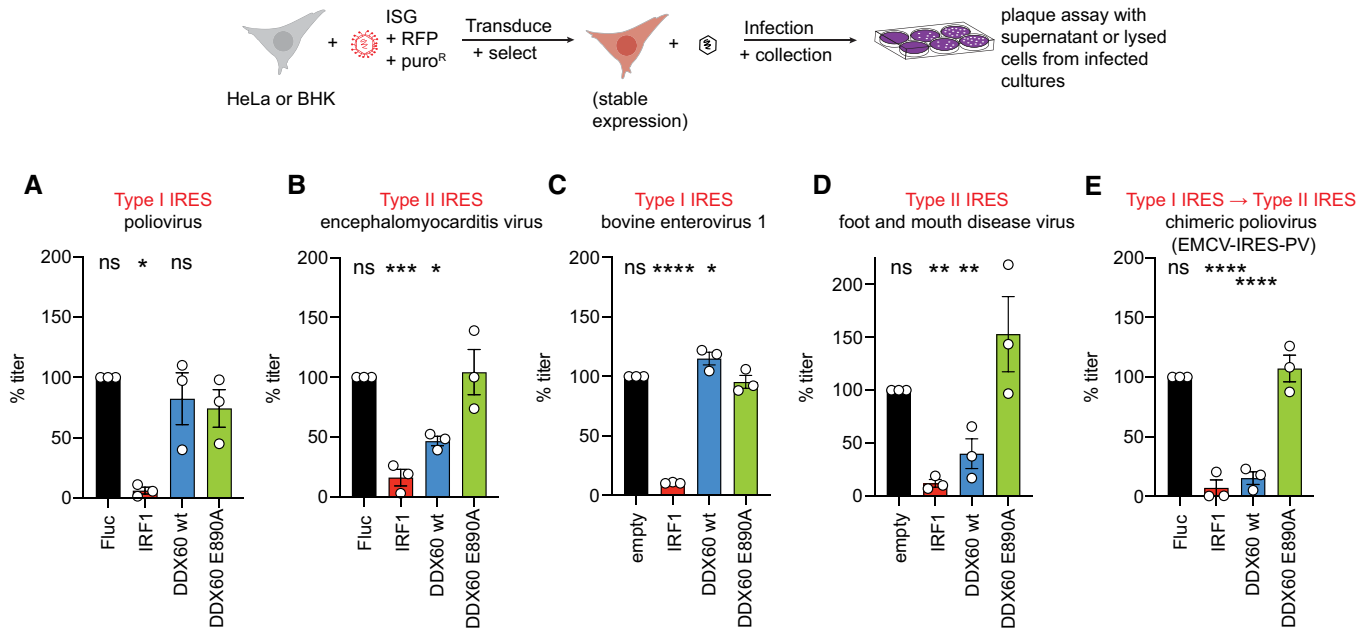 ISG
+ RFP
+ puroᴿ
+
Transduce
+ select
+
Infection
+ collection
plaque assay with
supernatant or lysed
cells from infected
cultures
HeLa or BHK
(stable
expression)
A
Type I IRES
poliovirus
ns * ns
200
150
100
50
0
% titer
Fluc
IRF1
DDX60 wt
DDX60 E890A
B
Type II IRES
encephalomyocarditis virus
ns *** *
200
150
100
50
0
% titer
Fluc
IRF1
DDX60 wt
DDX60 E890A
C
Type I IRES
bovine enterovirus 1
ns **** *
200
150
100
50
0
% titer
empty
IRF1
DDX60 wt
DDX60 E890A
D
Type II IRES
foot and mouth disease virus
ns ** **
200
150
100
50
0
% titer
empty
IRF1
DDX60 wt
DDX60 E890A
E
Type I IRES → Type II IRES
chimeric poliovirus
(EMCV-IRES-PV)
ns ****
****
200
150
100
50
0
% titer
Fluc
IRF1
DDX60 wt
DDX60 E890A